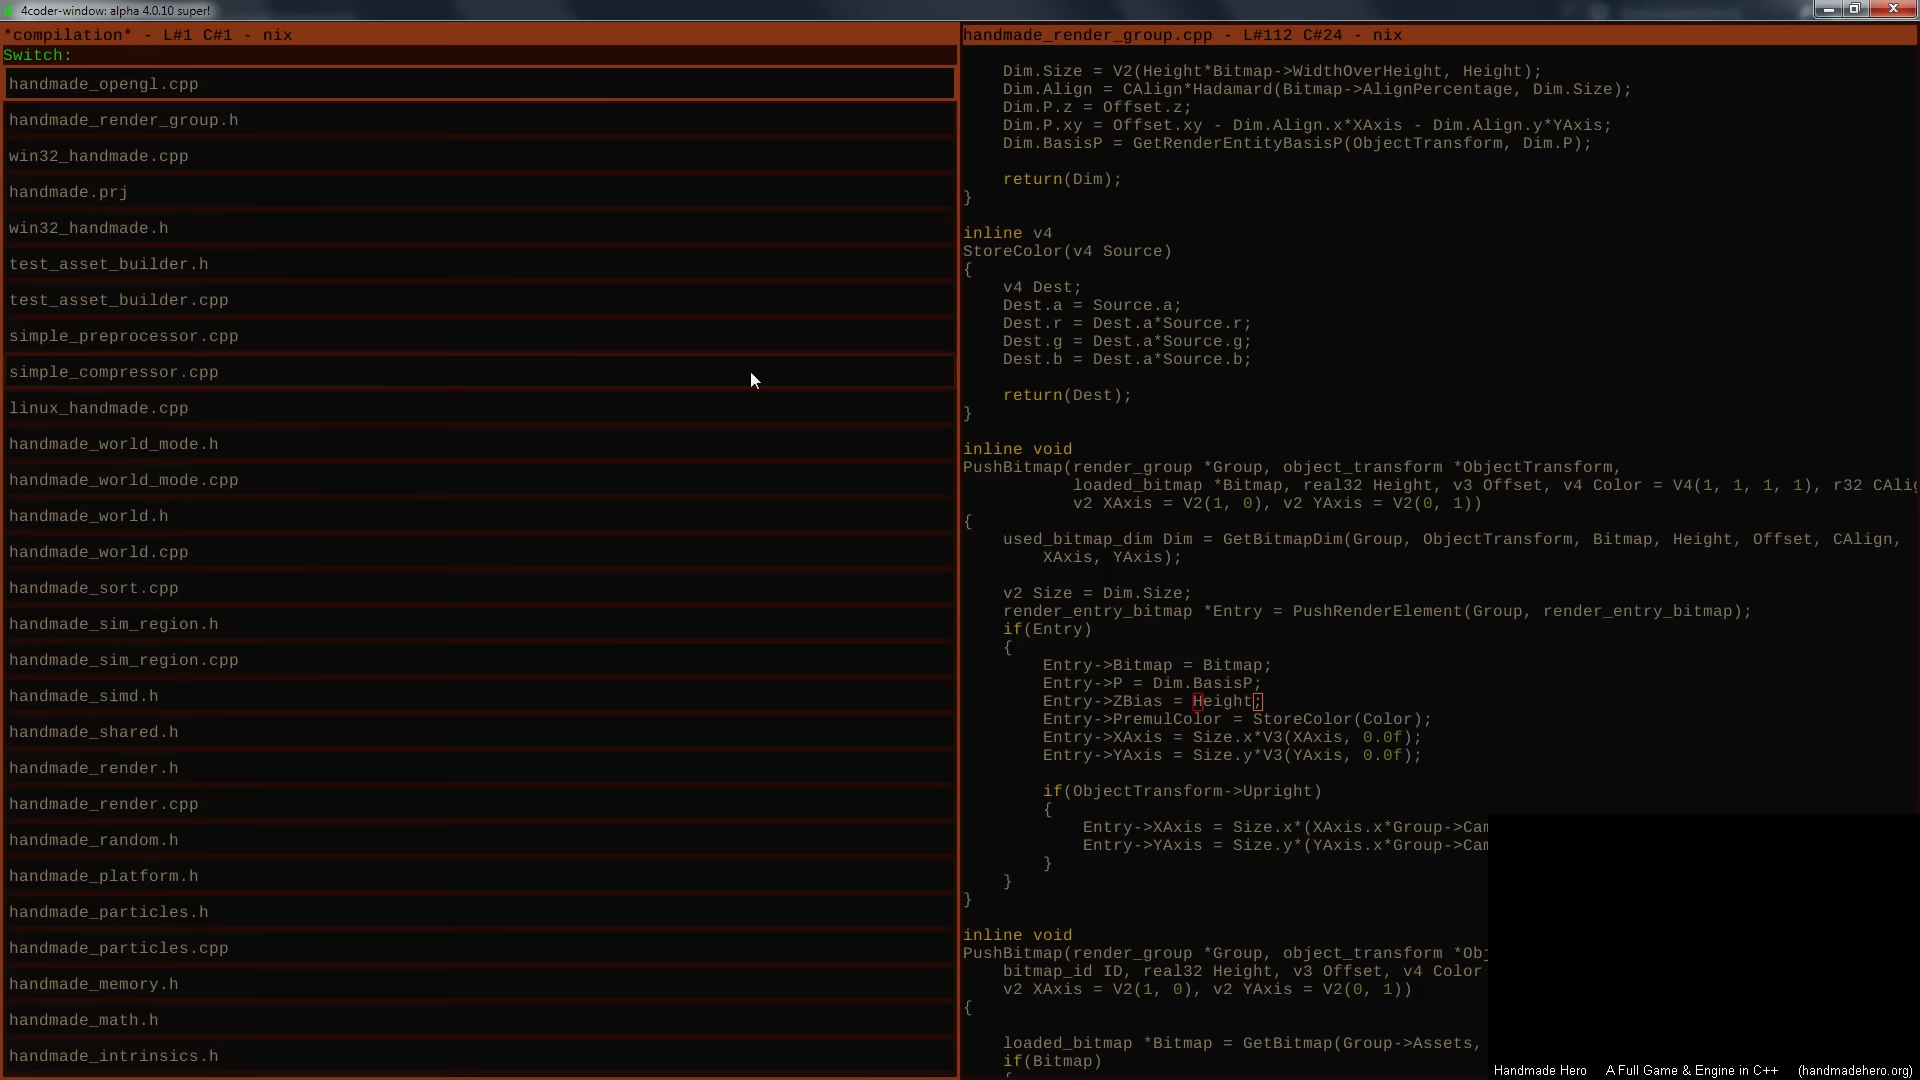 4coder-window: alpha 4.0.10 super!
*compilation* - L#1 C#1 - nix
Switch:
handmade_opengl.cpp
handmade_render_group.h
win32_handmade.cpp
handmade.prj
win32_handmade.h
test_asset_builder.h
test_asset_builder.cpp
simple_preprocessor.cpp
simple_compressor.cpp
linux_handmade.cpp
handmade_world_mode.h
handmade_world_mode.cpp
handmade_world.h
handmade_world.cpp
handmade_sort.cpp
handmade_sim_region.h
handmade_sim_region.cpp
handmade_simd.h
handmade_shared.h
handmade_render.h
handmade_render.cpp
handmade_random.h
handmade_platform.h
handmade_particles.h
handmade_particles.cpp
handmade_memory.h
handmade_math.h
handmade_intrinsics.h
handmade_render_group.cpp - L#112 C#24 - nix
Dim.Size = V2(Height*Bitmap->WidthOverHeight, Height);
Dim.Align = CAlign*Hadamard(Bitmap->AlignPercentage, Dim.Size);
Dim.P.z = Offset.z;
Dim.P.xy = Offset.xy - Dim.Align.x*XAxis - Dim.Align.y*YAxis;
Dim.BasisP = GetRenderEntityBasisP(ObjectTransform, Dim.P);
return(Dim);
}
inline v4
StoreColor(v4 Source)
{
v4 Dest;
Dest.a = Source.a;
Dest.r = Dest.a*Source.r;
Dest.g = Dest.a*Source.g;
Dest.b = Dest.a*Source.b;
return(Dest);
}
inline void
PushBitmap(render_group *Group, object_transform *ObjectTransform,
loaded_bitmap *Bitmap, real32 Height, v3 Offset, v4 Color = V4(1, 1, 1, 1), r32 CAlig
v2 XAxis = V2(1, 0), v2 YAxis = V2(0, 1))
{
used_bitmap_dim Dim = GetBitmapDim(Group, ObjectTransform, Bitmap, Height, Offset, CAlign,
XAxis, YAxis);
v2 Size = Dim.Size;
render_entry_bitmap *Entry = PushRenderElement(Group, render_entry_bitmap);
if(Entry)
{
Entry->Bitmap = Bitmap;
Entry->P = Dim.BasisP;
Entry->ZBias = Height;
Entry->PremulColor = StoreColor(Color);
Entry->XAxis = Size.x*V3(XAxis, 0.0f);
Entry->YAxis = Size.y*V3(YAxis, 0.0f);
if(ObjectTransform->Upright)
{
Entry->XAxis = Size.x*(XAxis.x*Group->Cam
Entry->YAxis = Size.y*(YAxis.x*Group->Cam
}
}
}
inline void
PushBitmap(render_group *Group, object_transform *Obj
bitmap_id ID, real32 Height, v3 Offset, v4 Color
v2 XAxis = V2(1, 0), v2 YAxis = V2(0, 1))
{
loaded_bitmap *Bitmap = GetBitmap(Group->Assets,
if(Bitmap)
Handmade Hero A Full Game & Engine in C++ (handmadehero.org)